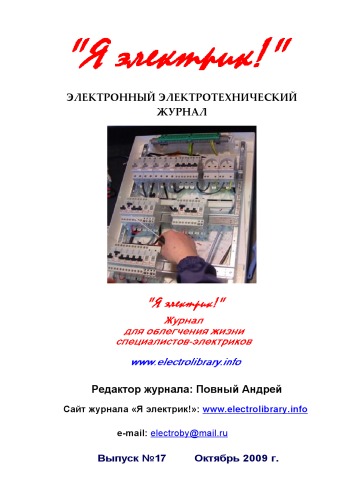 "Я электрик!"
ЭЛЕКТРОННЫЙ ЭЛЕКТРОТЕХНИЧЕСКИЙ
ЖУРНАЛ
"Я электрик!"
Журнал
для облегчения жизни
специалистов-электриков
www.electrolibrary.info
Редактор журнала: Повный Андрей
Сайт журнала «Я электрик!»: www.electrolibrary.info
e-mail: electroby@mail.ru
Выпуск №17 Октябрь 2009 г.